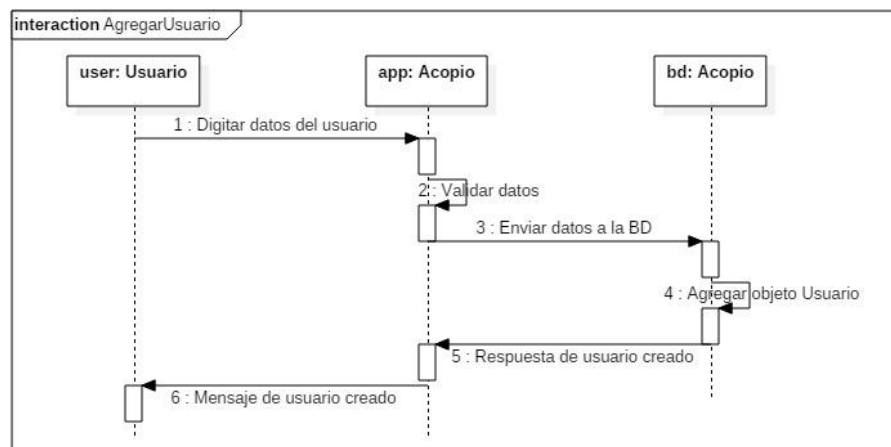 interaction AgregarUsuario
user: Usuario
app: Acopio
bd: Acopio
1 : Digitar datos del usuario
2 : Validar datos
3 : Enviar datos a la BD
4 : Agregar objeto Usuario
5 : Respuesta de usuario creado
6 : Mensaje de usuario creado